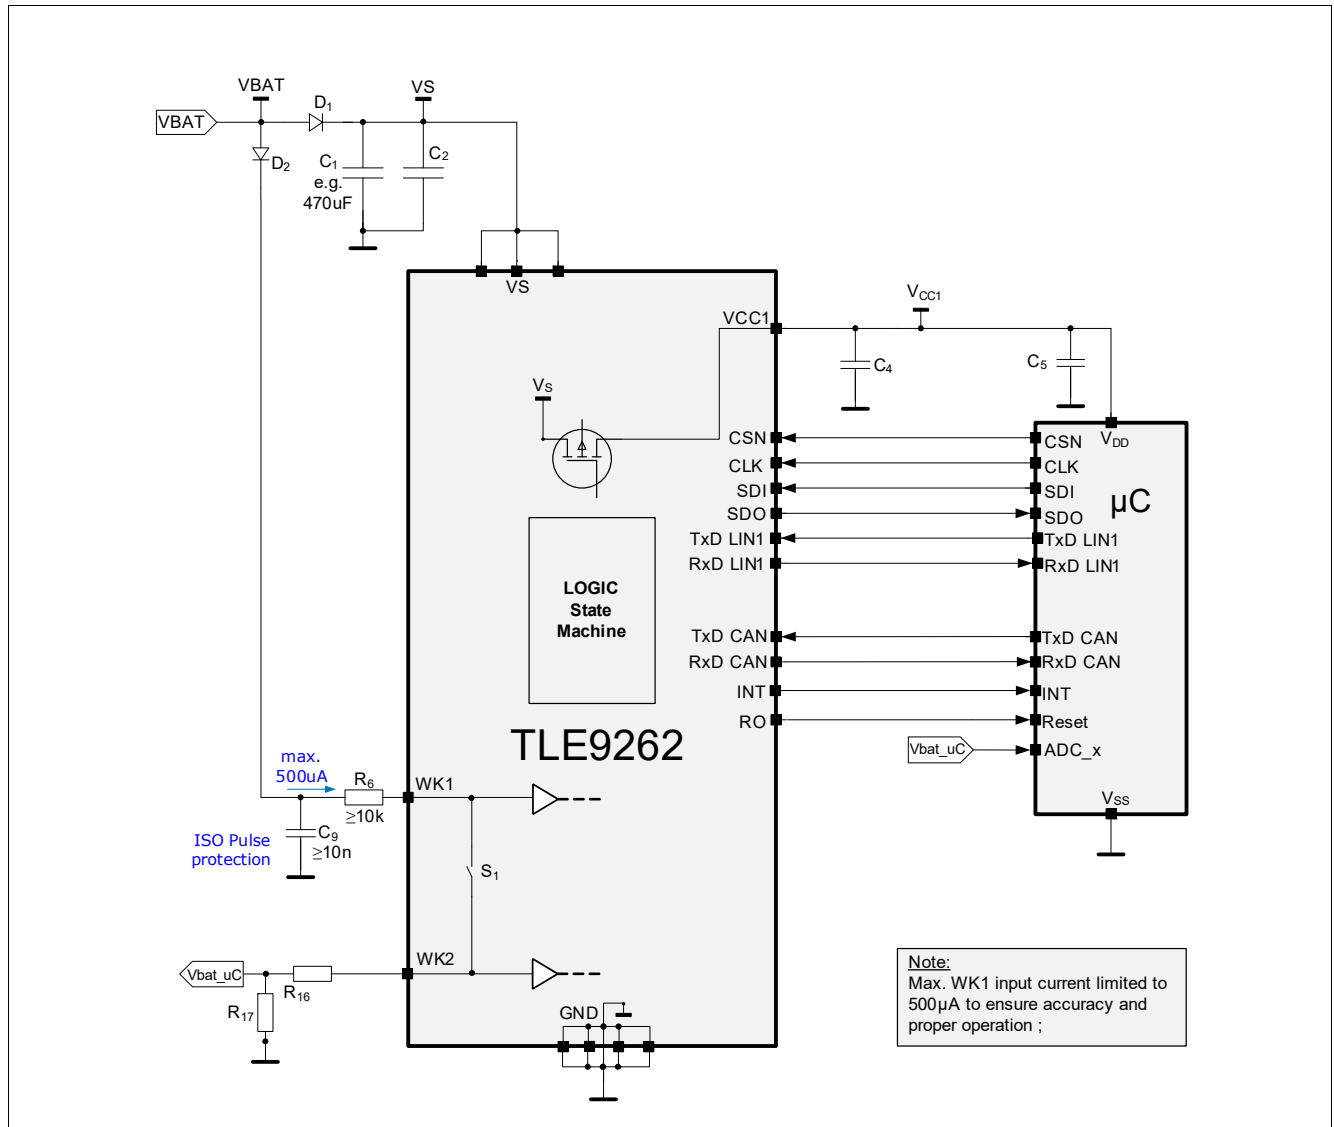 VBAT
VS
VBAT
D1
D2
C1
e.g.
470uF
C2
VS
VCC1
VCC1
C4
C5
VS
CSN
CLK
SDI
SDO
TxD LIN1
RxD LIN1
TxD CAN
RxD CAN
INT
RO
LOGIC
State
Machine
TLE9262
VDD
CSN
CLK
SDI
SDO
TxD LIN1
RxD LIN1
µC
TxD CAN
RxD CAN
INT
Reset
Vbat_uC
ADC_x
VSS
max.
500uA
R6
≥10k
WK1
ISO Pulse
protection
C9
≥10n
S1
WK2
Vbat_uC
R16
R17
GND
Note:
Max. WK1 input current limited to
500µA to ensure accuracy and
proper operation ;